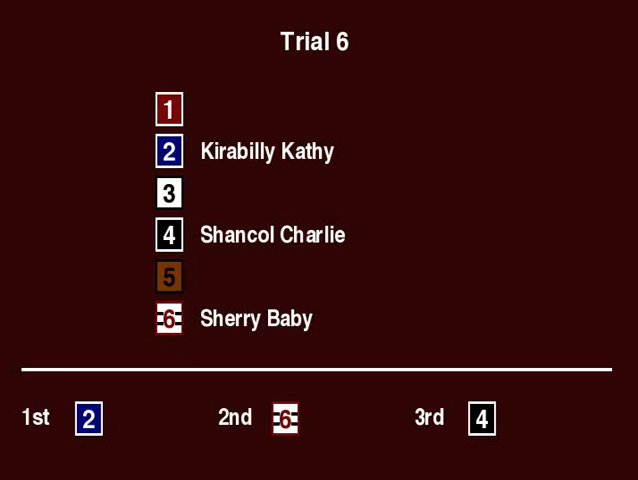 Trial 6
1
2 Kirabilly Kathy
3
4 Shancol Charlie
5
6 Sherry Baby
1st 2 2nd 6 3rd 4